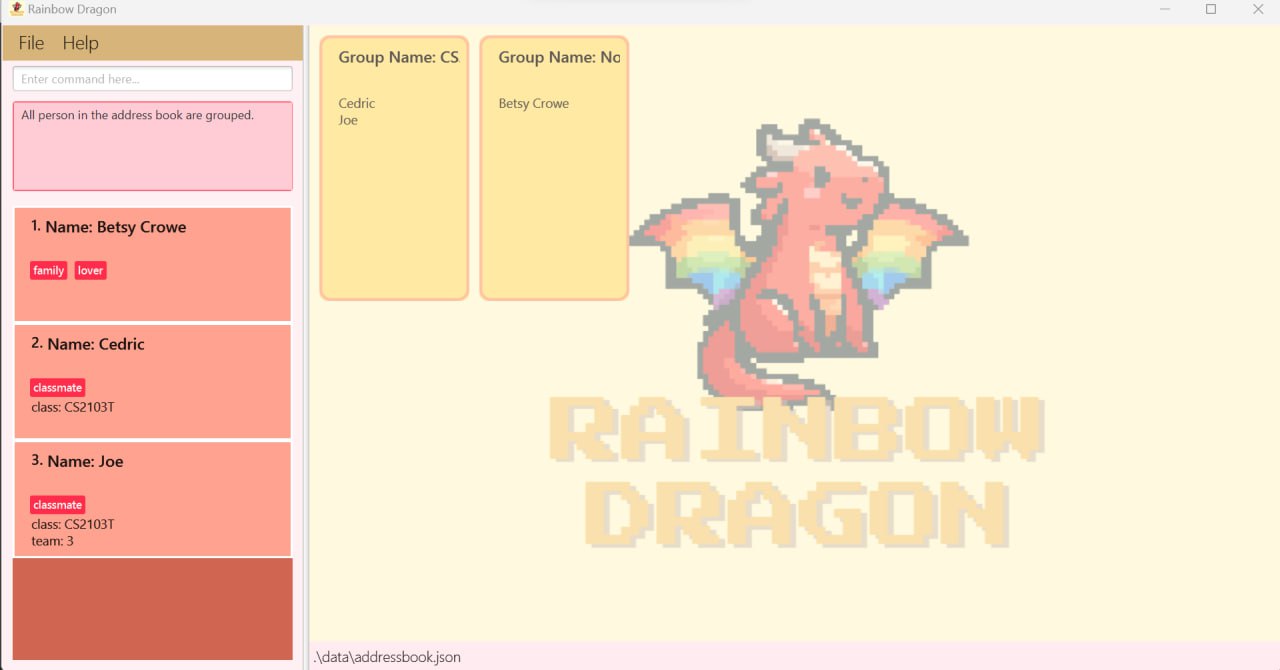 Rainbow Dragon
File Help
Enter command here...
All person in the address book are grouped.
1. Name: Betsy Crowe
family lover
2. Name: Cedric
classmate
class: CS2103T
3. Name: Joe
classmate
class: CS2103T
team: 3
Group Name: CS
Cedric
Joe
Group Name: No
Betsy Crowe
RAINBOW
DRAGON
.\data\addressbook.json